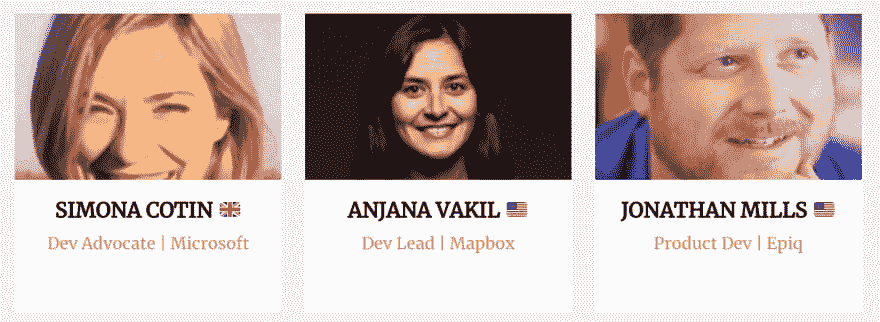 SIMONA COTIN 🇬🇧
Dev Advocate | Microsoft
ANJANA VAKIL 🇺🇸
Dev Lead | Mapbox
JONATHAN MILLS 🇺🇸
Product Dev | Epiq